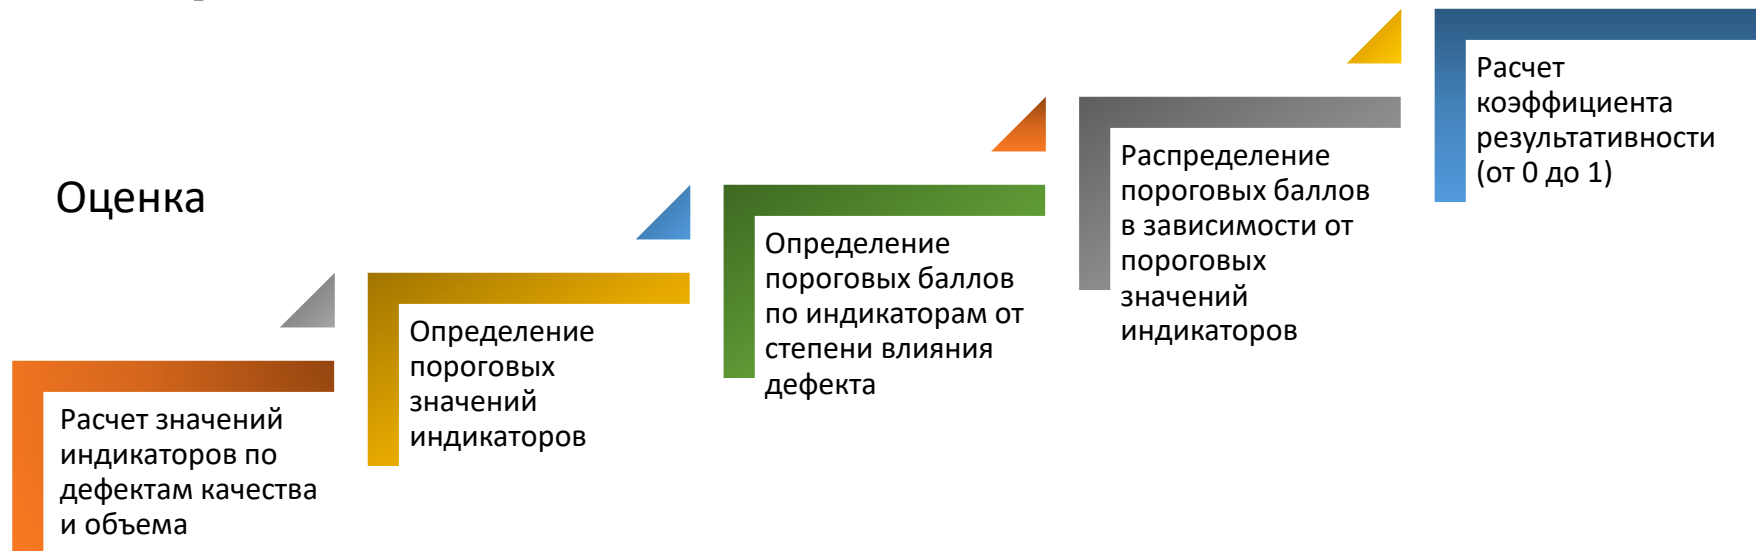 Оценка
Расчет значений
индикаторов по
дефектам качества
и объема
Определение
пороговых
значений
индикаторов
Определение
пороговых баллов
по индикаторам от
степени влияния
дефекта
Распределение
пороговых баллов
в зависимости от
пороговых
значений
индикаторов
Расчет
коэффициента
результативности
(от 0 до 1)